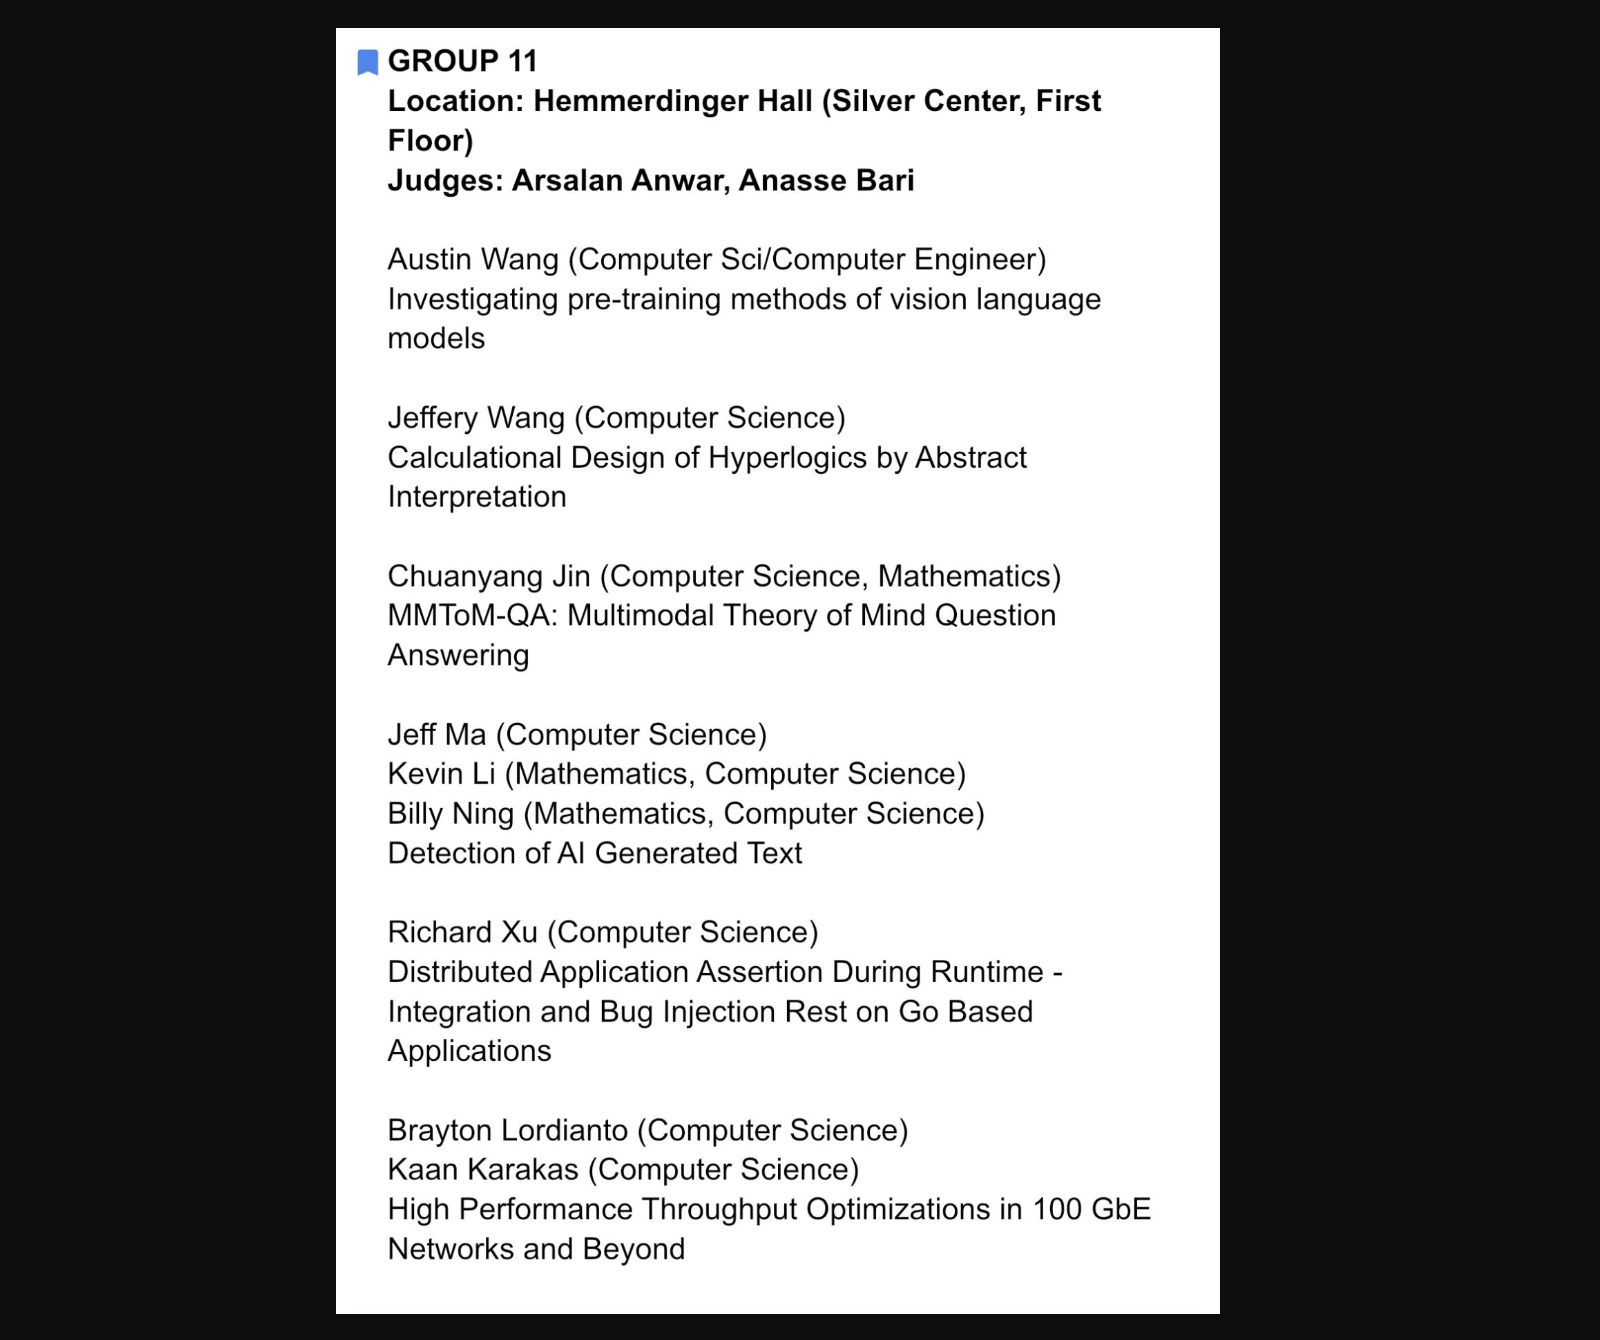 GROUP 11
Location: Hemmerdinger Hall (Silver Center, First
Floor)
Judges: Arsalan Anwar, Anasse Bari
Austin Wang (Computer Sci/Computer Engineer)
Investigating pre-training methods of vision language
models
Jeffery Wang (Computer Science)
Calculational Design of Hyperlogics by Abstract
Interpretation
Chuanyang Jin (Computer Science, Mathematics)
MMToM-QA: Multimodal Theory of Mind Question
Answering
Jeff Ma (Computer Science)
Kevin Li (Mathematics, Computer Science)
Billy Ning (Mathematics, Computer Science)
Detection of AI Generated Text
Richard Xu (Computer Science)
Distributed Application Assertion During Runtime -
Integration and Bug Injection Rest on Go Based
Applications
Brayton Lordianto (Computer Science)
Kaan Karakas (Computer Science)
High Performance Throughput Optimizations in 100 GbE
Networks and Beyond